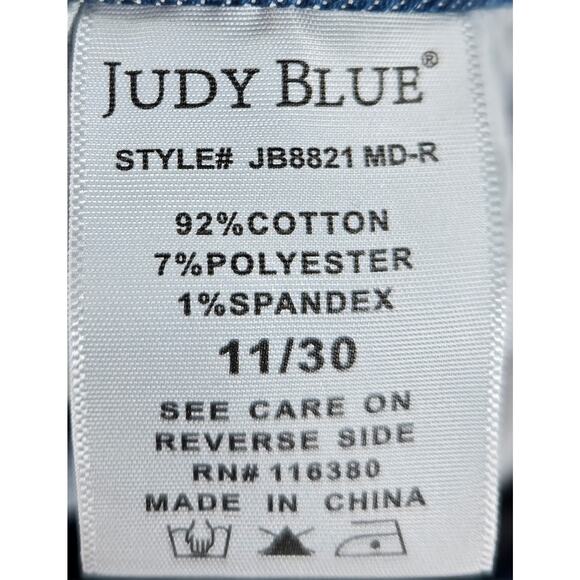 JUDY BLUE®
STYLE# JB8821 MD-R
92%COTTON
7%POLYESTER
1%SPANDEX
11/30
SEE CARE ON
REVERSE SIDE
RN# 116380
MADE IN CHINA